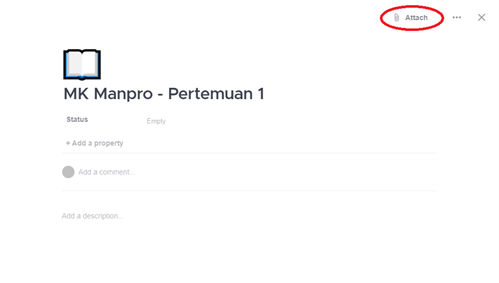 Attach
MK Manpro - Pertemuan 1
Status Empty
+ Add a property
Add a comment...
Add a description...